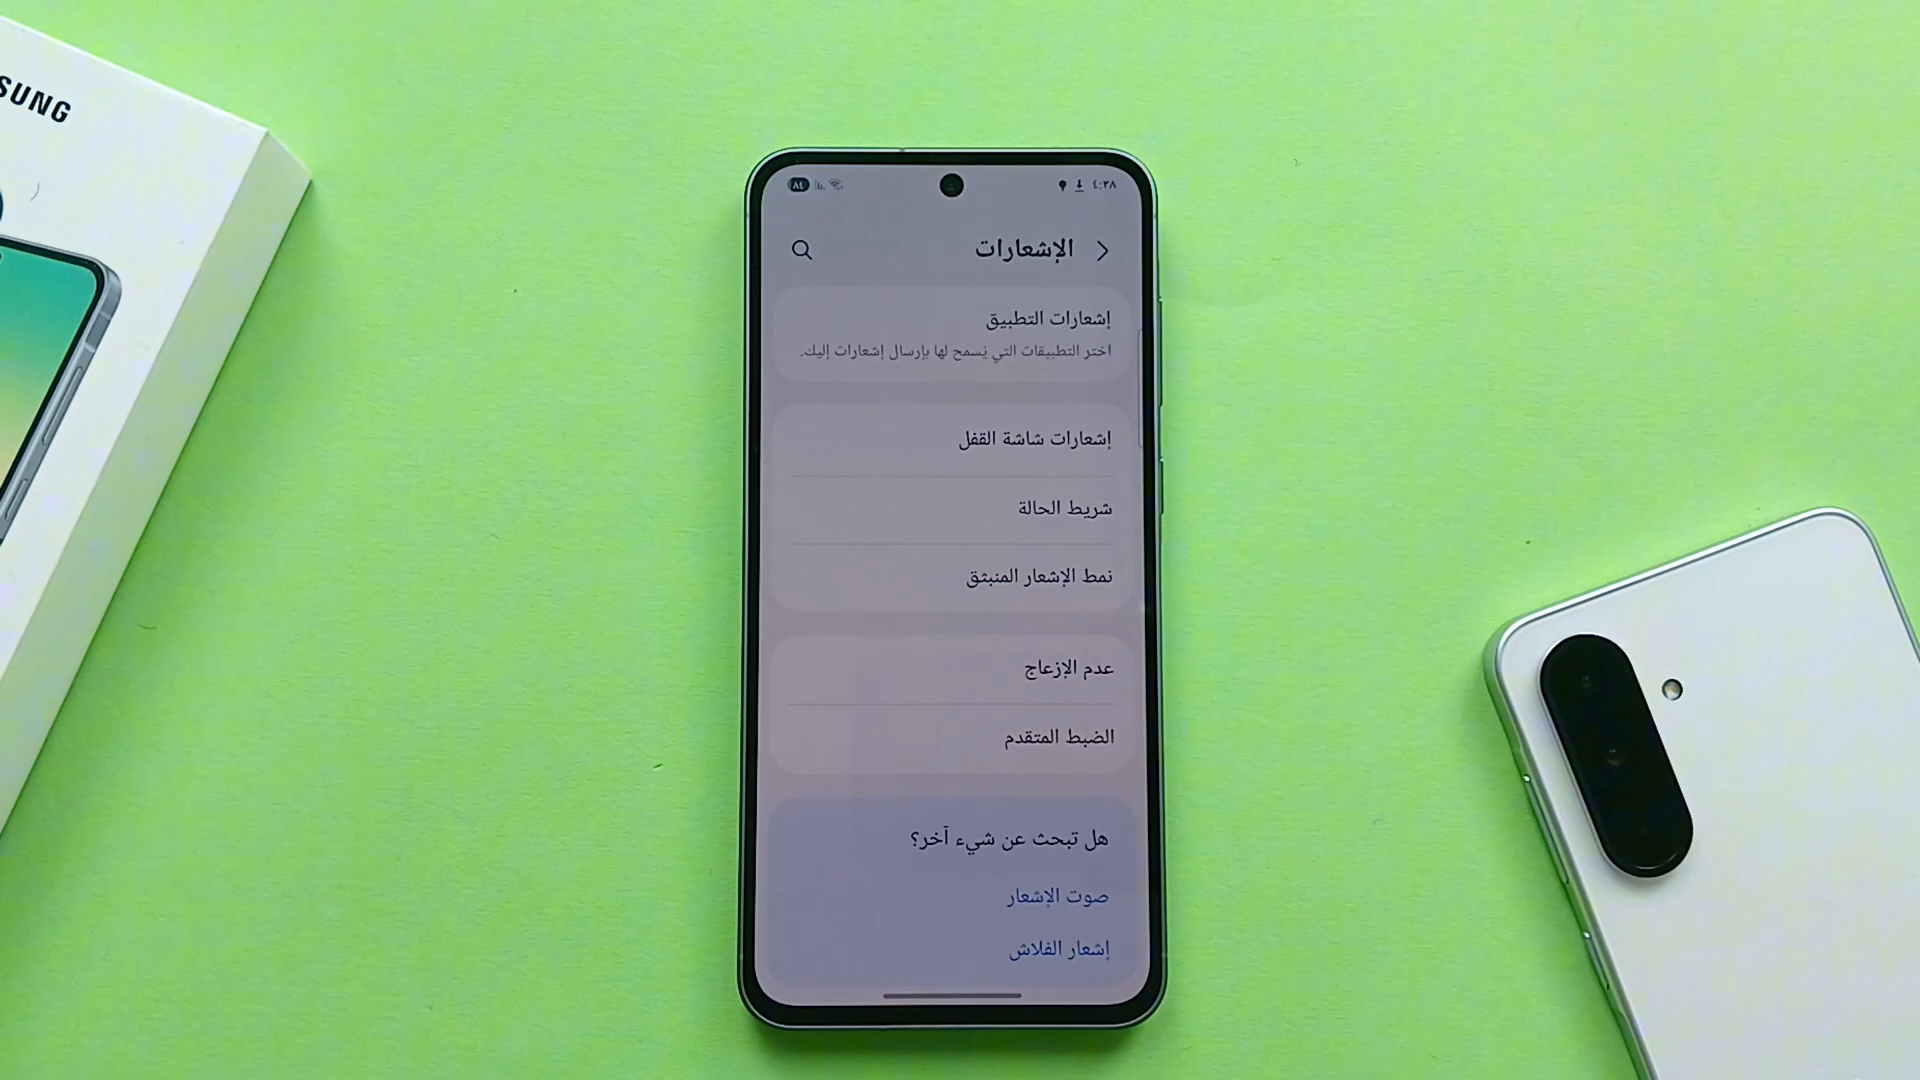 SUNG
٤:٣٨
الإشعارات
إشعارات التطبيق
اختر التطبيقات التي يُسمح لها بإرسال إشعارات إليك.
إشعارات شاشة القفل
شريط الحالة
نمط الإشعار المنبثق
عدم الإزعاج
الضبط المتقدم
هل تبحث عن شيء آخر؟
صوت الإشعار
إشعار الفلاش